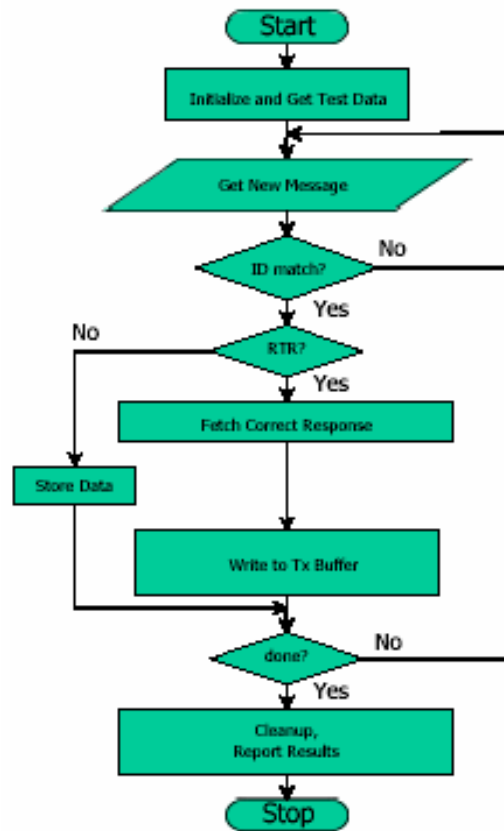 Start
Initialize and Get Test Data
Get New Message
ID match?
No
Yes
No
RTR?
Yes
Fetch Correct Response
Store Data
Write to Tx Buffer
done?
No
Yes
Cleanup,
Report Results
Stop